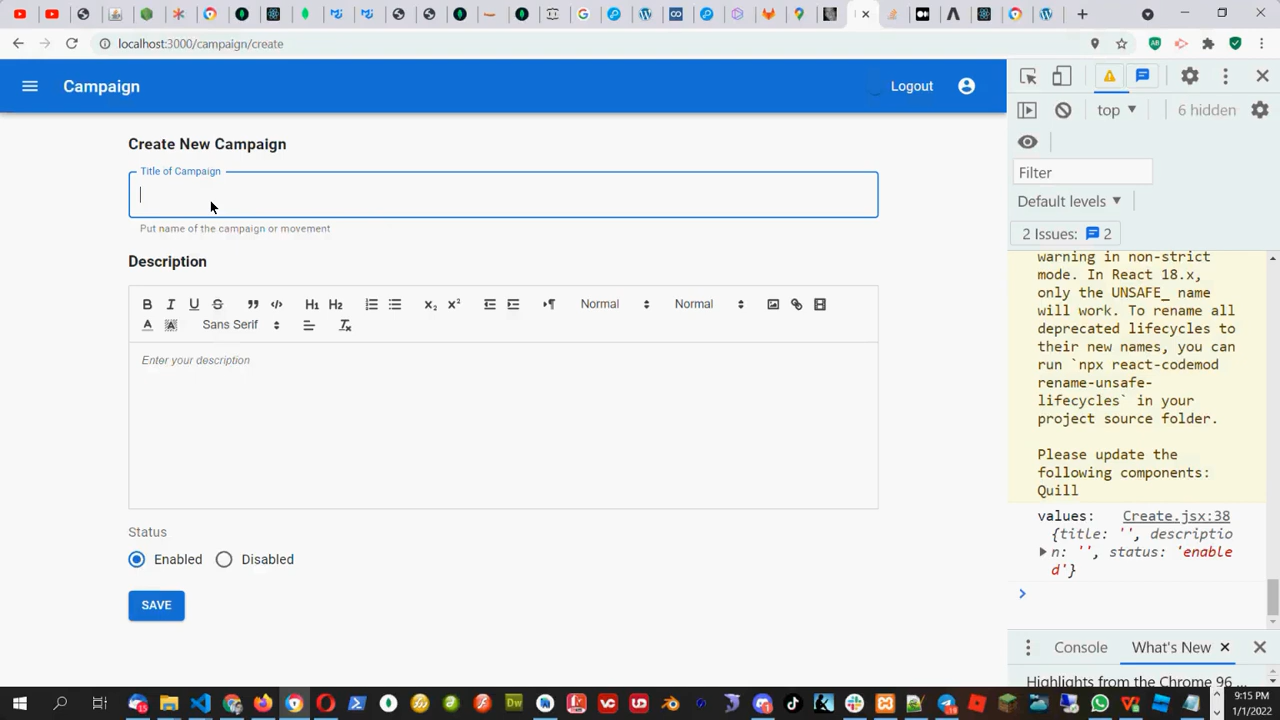 localhost:3000/campaign/create
Campaign
Logout
Create New Campaign
Title of Campaign
Put name of the campaign or movement
Description
B I U S H1 H2 X2 X2 Normal Normal
A A Sans Serif Tx
Enter your description
Status
Enabled Disabled
SAVE
top 6 hidden
Filter
Default levels
2 Issues: 2
warning in non-strict
mode. In React 18.x,
only the UNSAFE_ name
will work. To rename all
deprecated lifecycles to
their new names, you can
run `npx react-codemod
rename-unsafe-
lifecycles` in your
project source folder.
Please update the
following components:
Quill
values: Create.jsx:38
{title: '', descriptio
n: '', status: 'enable
d'}
Console What's New
Highlights from the Chrome 96
9:15 PM
1/1/2022